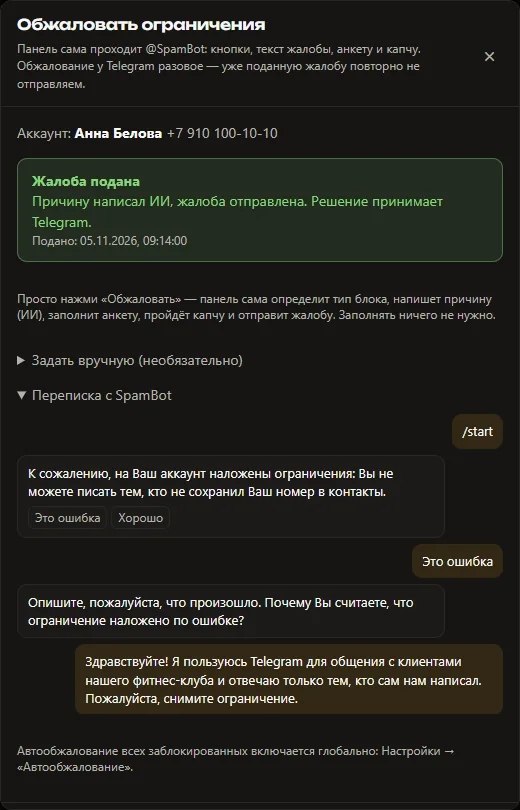 Обжаловать ограничения
Панель сама проходит @SpamBot: кнопки, текст жалобы, анкету и капчу.
Обжалование у Telegram разовое — уже поданную жалобу повторно не
отправляем.
Аккаунт: Анна Белова +7 910 100-10-10
Жалоба подана
Причину написал ИИ, жалоба отправлена. Решение принимает
Telegram.
Подано: 05.11.2026, 09:14:00
Просто нажми «Обжаловать» — панель сама определит тип блока, напишет причину
(ИИ), заполнит анкету, пройдёт капчу и отправит жалобу. Заполнять ничего не нужно.
Задать вручную (необязательно)
Переписка с SpamBot
/start
К сожалению, на Ваш аккаунт наложены ограничения: Вы не
можете писать тем, кто не сохранил Ваш номер в контакты.
Это ошибка Хорошо
Это ошибка
Опишите, пожалуйста, что произошло. Почему Вы считаете, что
ограничение наложено по ошибке?
Здравствуйте! Я пользуюсь Telegram для общения с клиентами
нашего фитнес-клуба и отвечаю только тем, кто сам нам написал.
Пожалуйста, снимите ограничение.
Автообжалование всех заблокированных включается глобально: Настройки →
«Автообжалование».